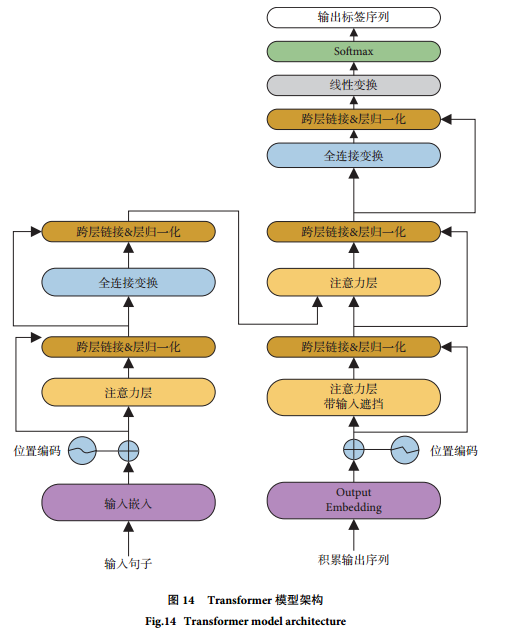 输出标签序列
Softmax
线性变换
跨层链接&层归一化
全连接变换
跨层链接&层归一化
跨层链接&层归一化
全连接变换
注意力层
跨层链接&层归一化
跨层链接&层归一化
注意力层
注意力层
带输入遮挡
位置编码
位置编码
输入嵌入
Output
Embedding
输入句子
积累输出序列
图 14 Transformer 模型架构
Fig.14 Transformer model architecture